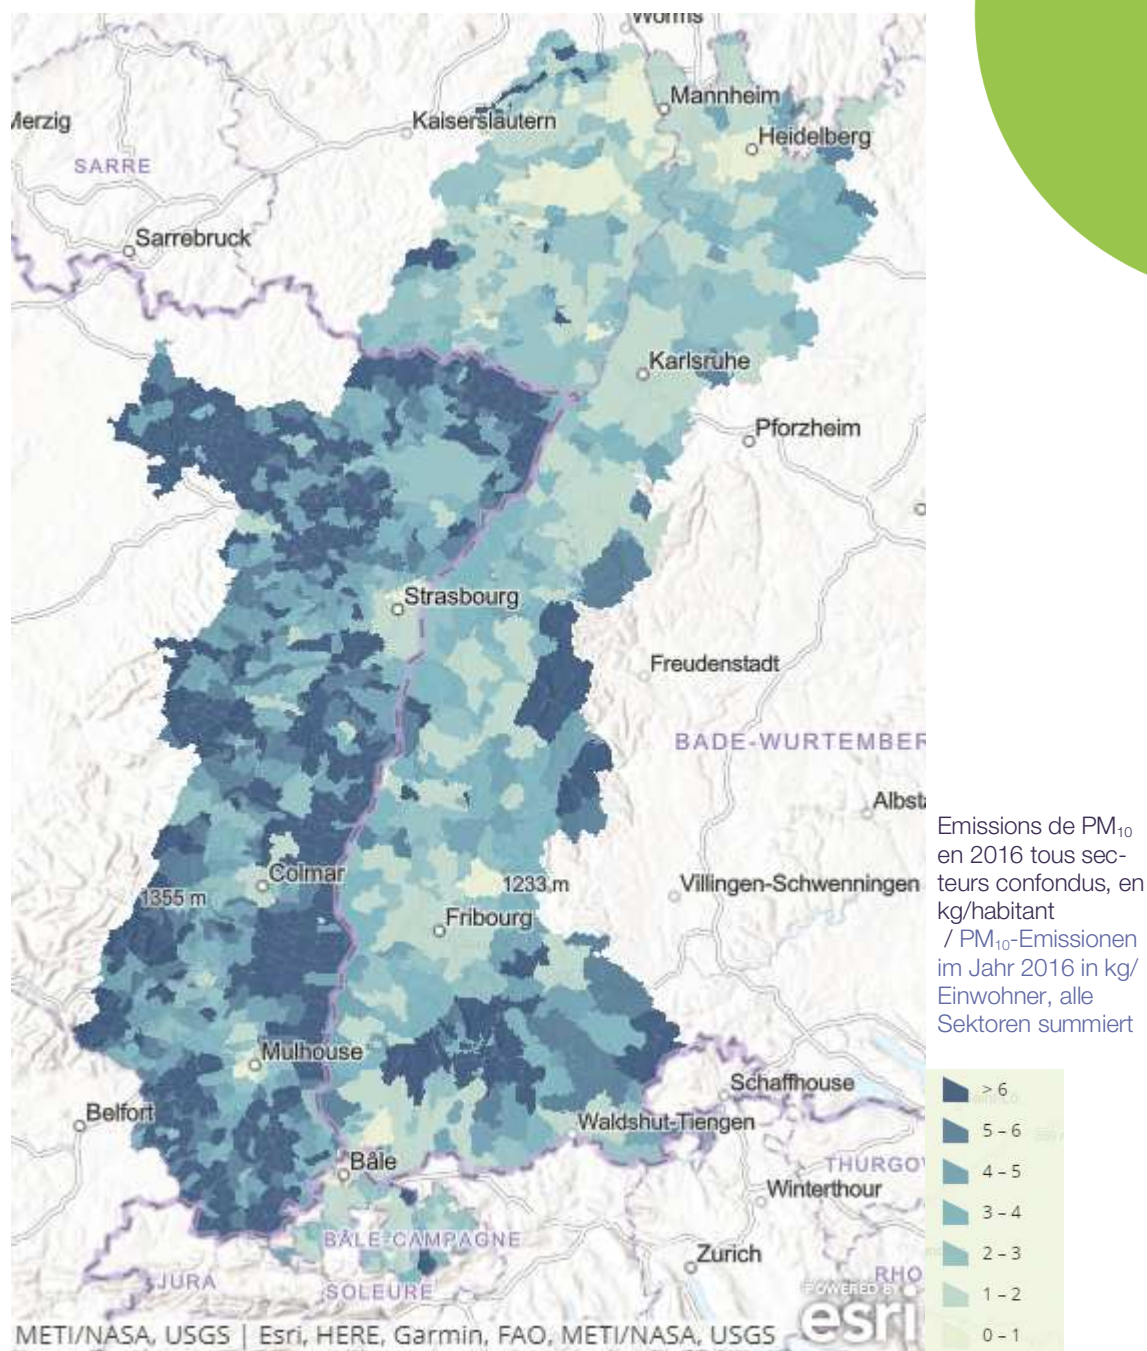 Worms
Mannheim
Merzig
Kaiserslautern
Heidelberg
SARRE
Sarrebruck
Karlsruhe
Pforzheim
Strasbourg
Freudenstadt
BADE-WURTEMBER
Albst
Colmar
1355 m
1233 m
Villingen-Schwenningen
Fribourg
Mulhouse
Schaffhouse
Belfort
Waldshut-Tiengen
Bâle
THURGO
Winterthour
BÂLE-CAMPAGNE
Zurich
JURA
SOLEURE
RHO
POWERED BY
esri
METI/NASA, USGS | Esri, HERE, Garmin, FAO, METI/NASA, USGS
Emissions de PM₁₀
en 2016 tous sec-
teurs confondus, en
kg/habitant
/ PM₁₀-Emissionen
im Jahr 2016 in kg/
Einwohner, alle
Sektoren summiert
> 6
5 – 6
4 – 5
3 – 4
2 – 3
1 – 2
0 – 1